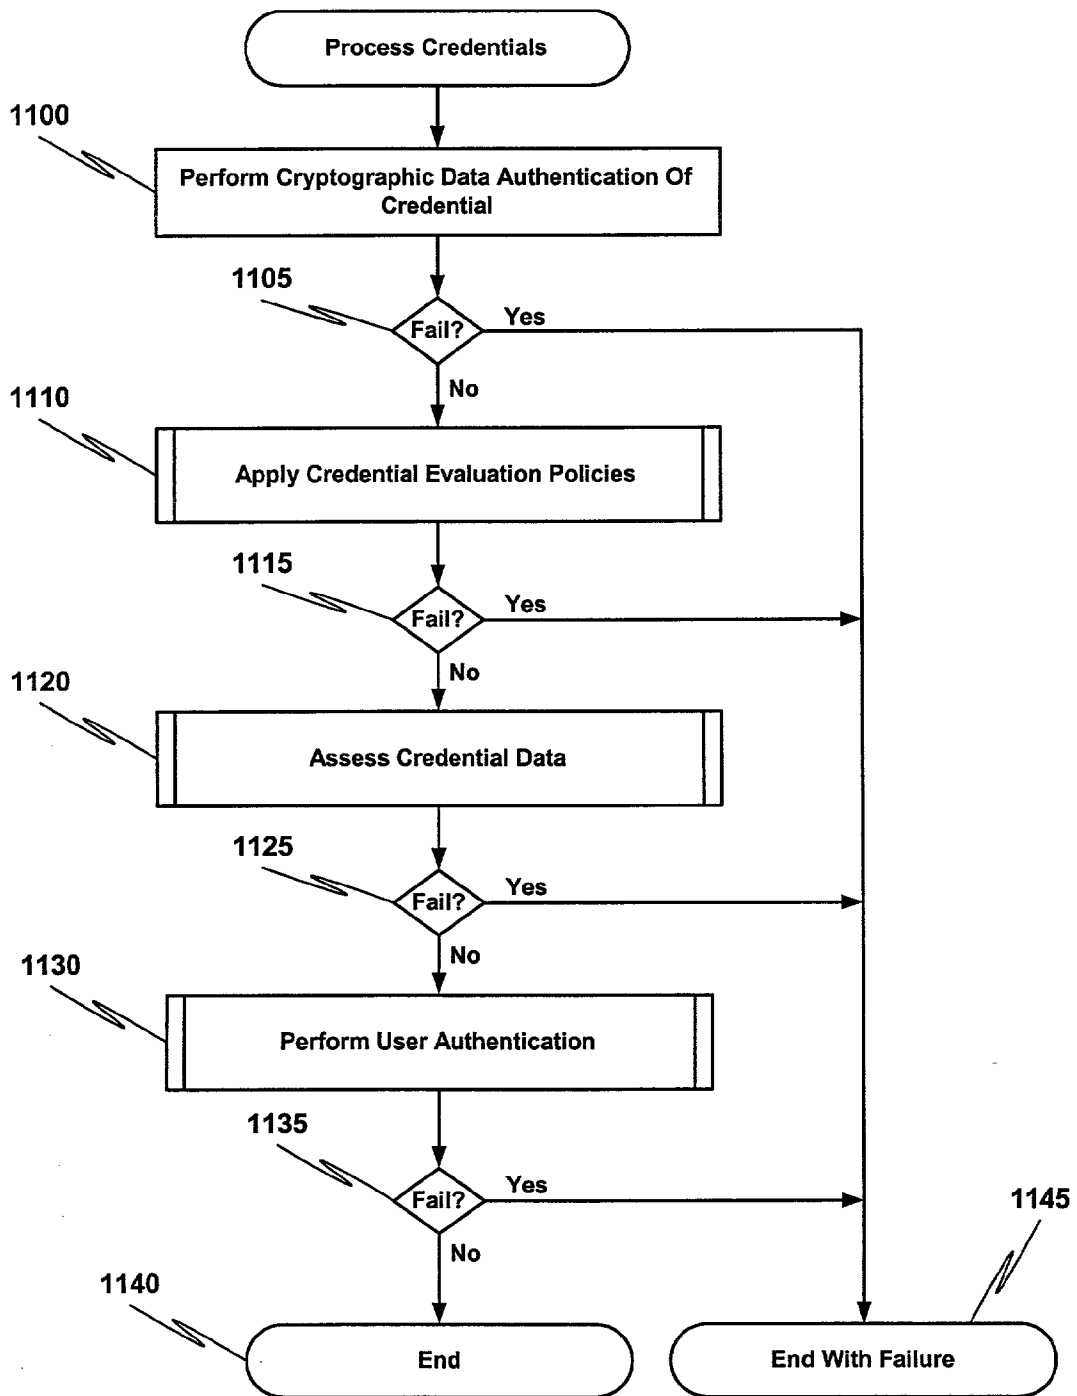 Process Credentials
1100
Perform Cryptographic Data Authentication Of
Credential
1105
Fail?
Yes
No
1110
Apply Credential Evaluation Policies
1115
Fail?
Yes
No
1120
Assess Credential Data
1125
Fail?
Yes
No
1130
Perform User Authentication
1135
Fail?
Yes
No
1140
End
1145
End With Failure